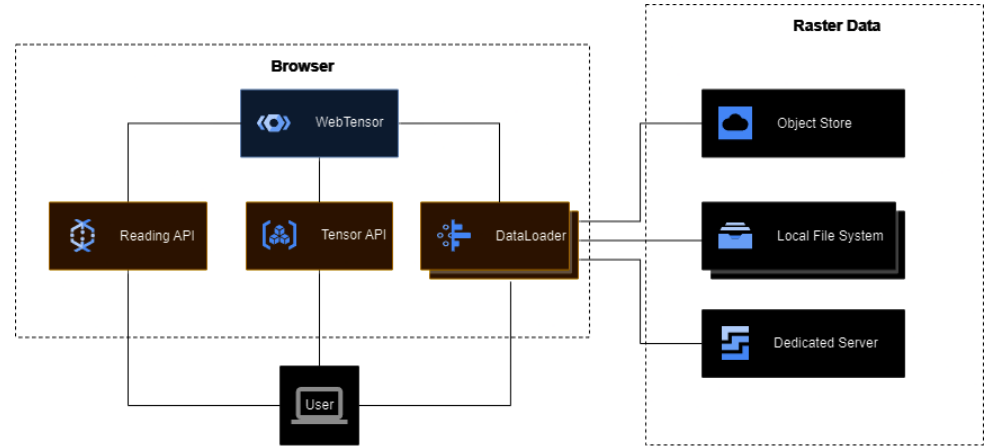 Raster Data
Browser
WebTensor
Object Store
Reading API
Tensor API
DataLoader
Local File System
Dedicated Server
User